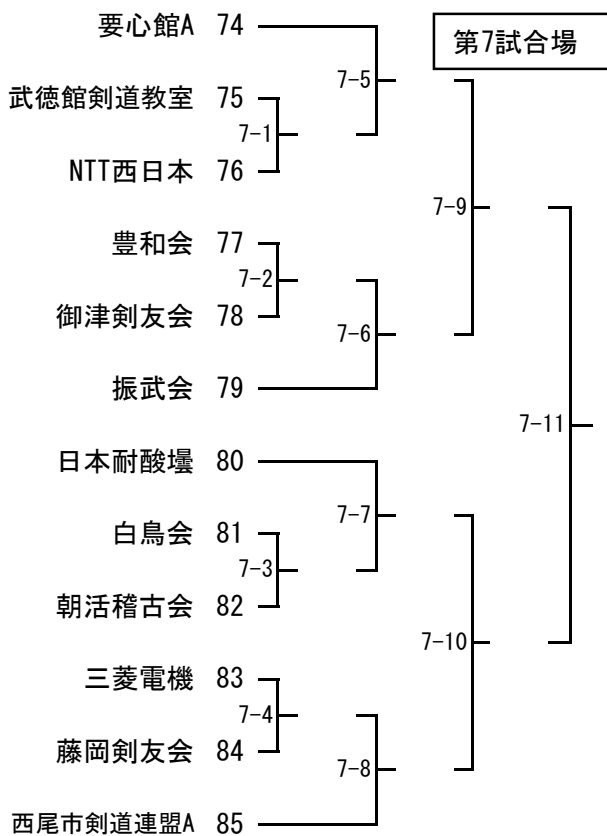 要心館A 74
第7試合場
7-5
武徳館剣道教室 75
7-1
NTT西日本 76
7-9
豊和会 77
7-2
御津剣友会 78
7-6
振武会 79
7-11
日本耐酸壜 80
7-7
白鳥会 81
7-3
朝活稽古会 82
7-10
三菱電機 83
7-4
藤岡剣友会 84
7-8
西尾市剣道連盟A 85